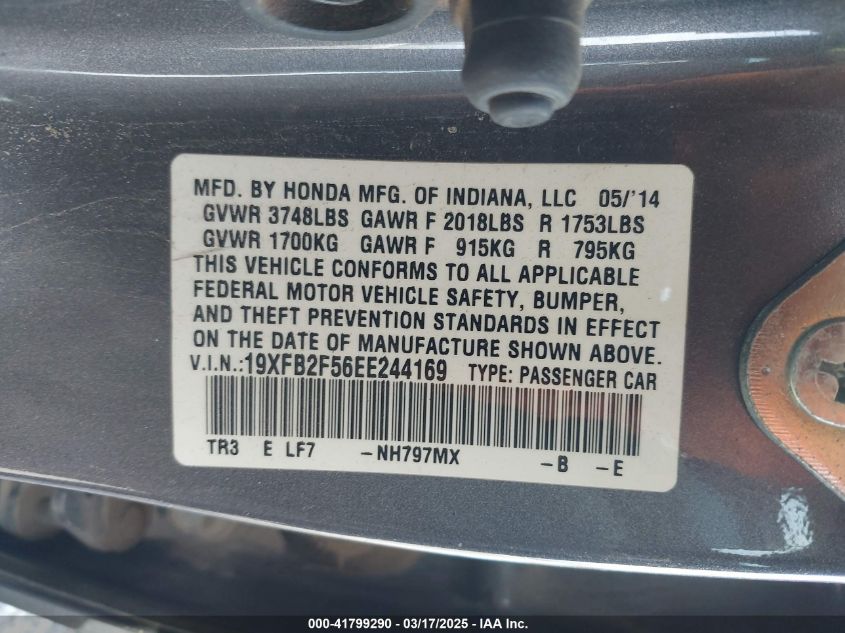 MFD. BY HONDA MFG. OF INDIANA, LLC 05/'14
GVWR 3748LBS GAWR F 2018LBS R 1753LBS
GVWR 1700KG GAWR F 915KG R 795KG
THIS VEHICLE CONFORMS TO ALL APPLICABLE
FEDERAL MOTOR VEHICLE SAFETY, BUMPER,
AND THEFT PREVENTION STANDARDS IN EFFECT
ON THE DATE OF MANUFACTURE SHOWN ABOVE.
V.I.N.:19XFB2F56EE244169 TYPE: PASSENGER CAR
TR3 E LF7 -NH797MX -B -E
000-41799290 - 03/17/2025 - IAA Inc.